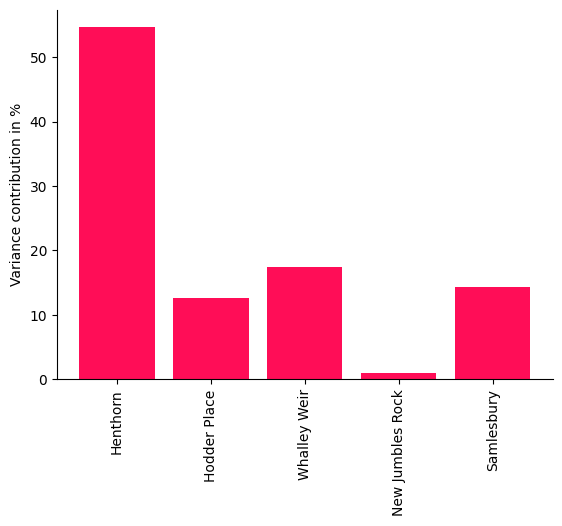 Variance contribution in %
50
40
30
20
10
0
Henthorn
Hodder Place
Whalley Weir
New Jumbles Rock
Samlesbury